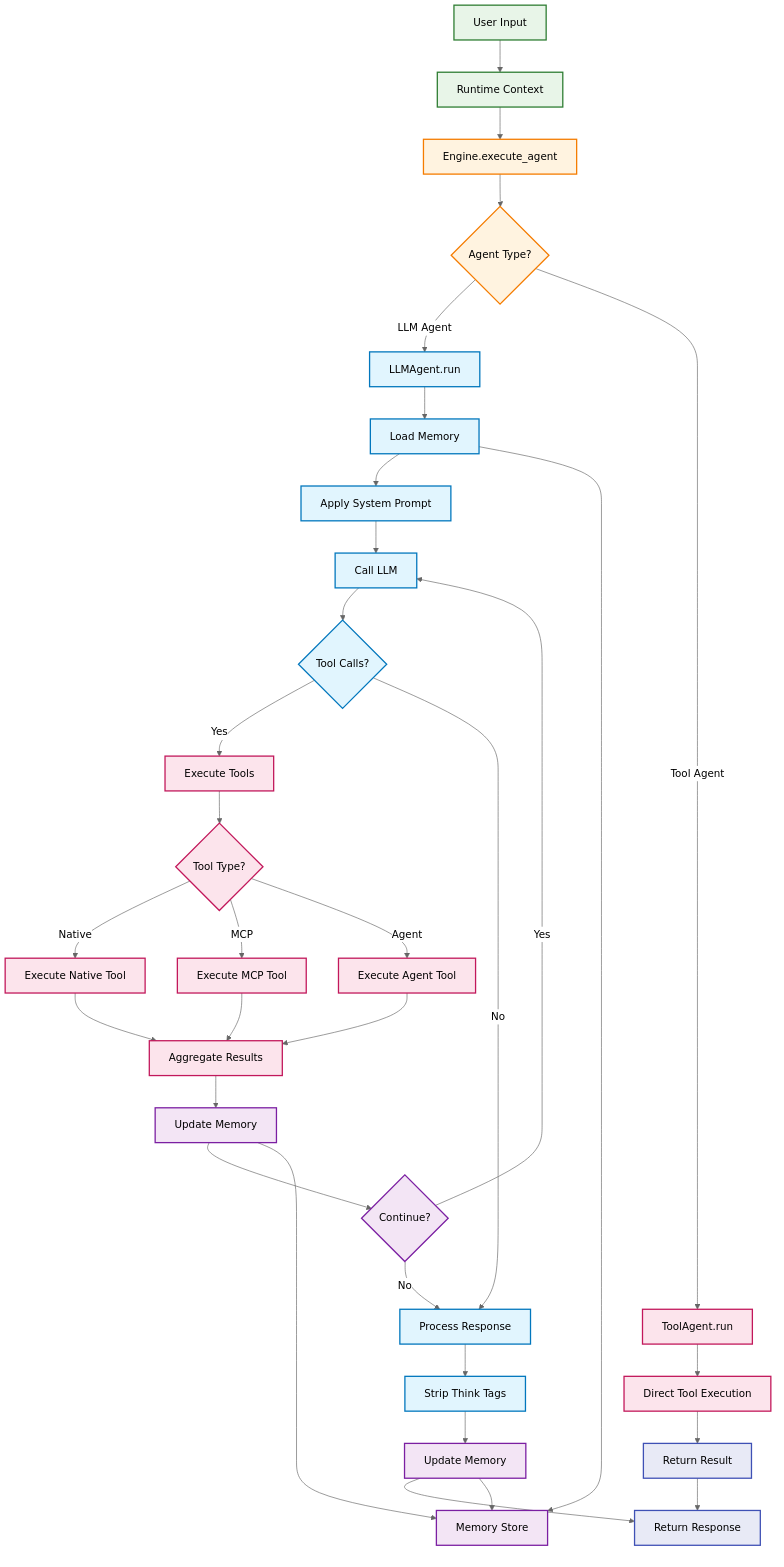 User Input
Runtime Context
Engine.execute_agent
Agent Type?
LLM Agent
LLMAgent.run
Load Memory
Apply System Prompt
Call LLM
Tool Calls?
Yes
Execute Tools
Tool Agent
Tool Type?
Native
MCP
Agent
Yes
Execute Native Tool
Execute MCP Tool
Execute Agent Tool
No
Aggregate Results
Update Memory
Continue?
No
Process Response
ToolAgent.run
Strip Think Tags
Direct Tool Execution
Update Memory
Return Result
Memory Store
Return Response